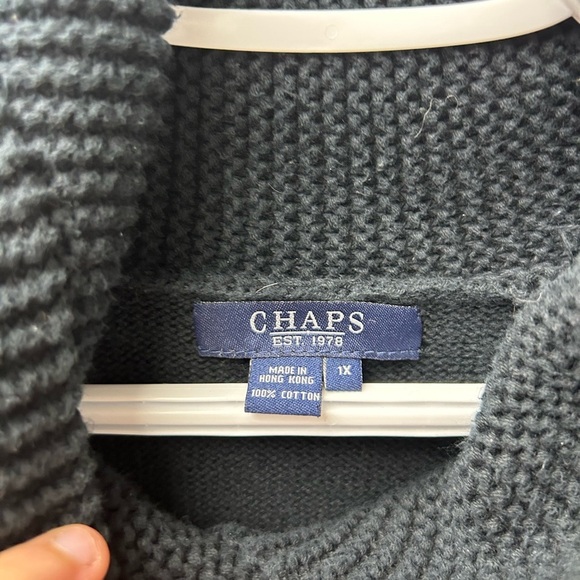 CHAPS
EST. 1978
MADE IN
HONG KONG
100% COTTON
1X